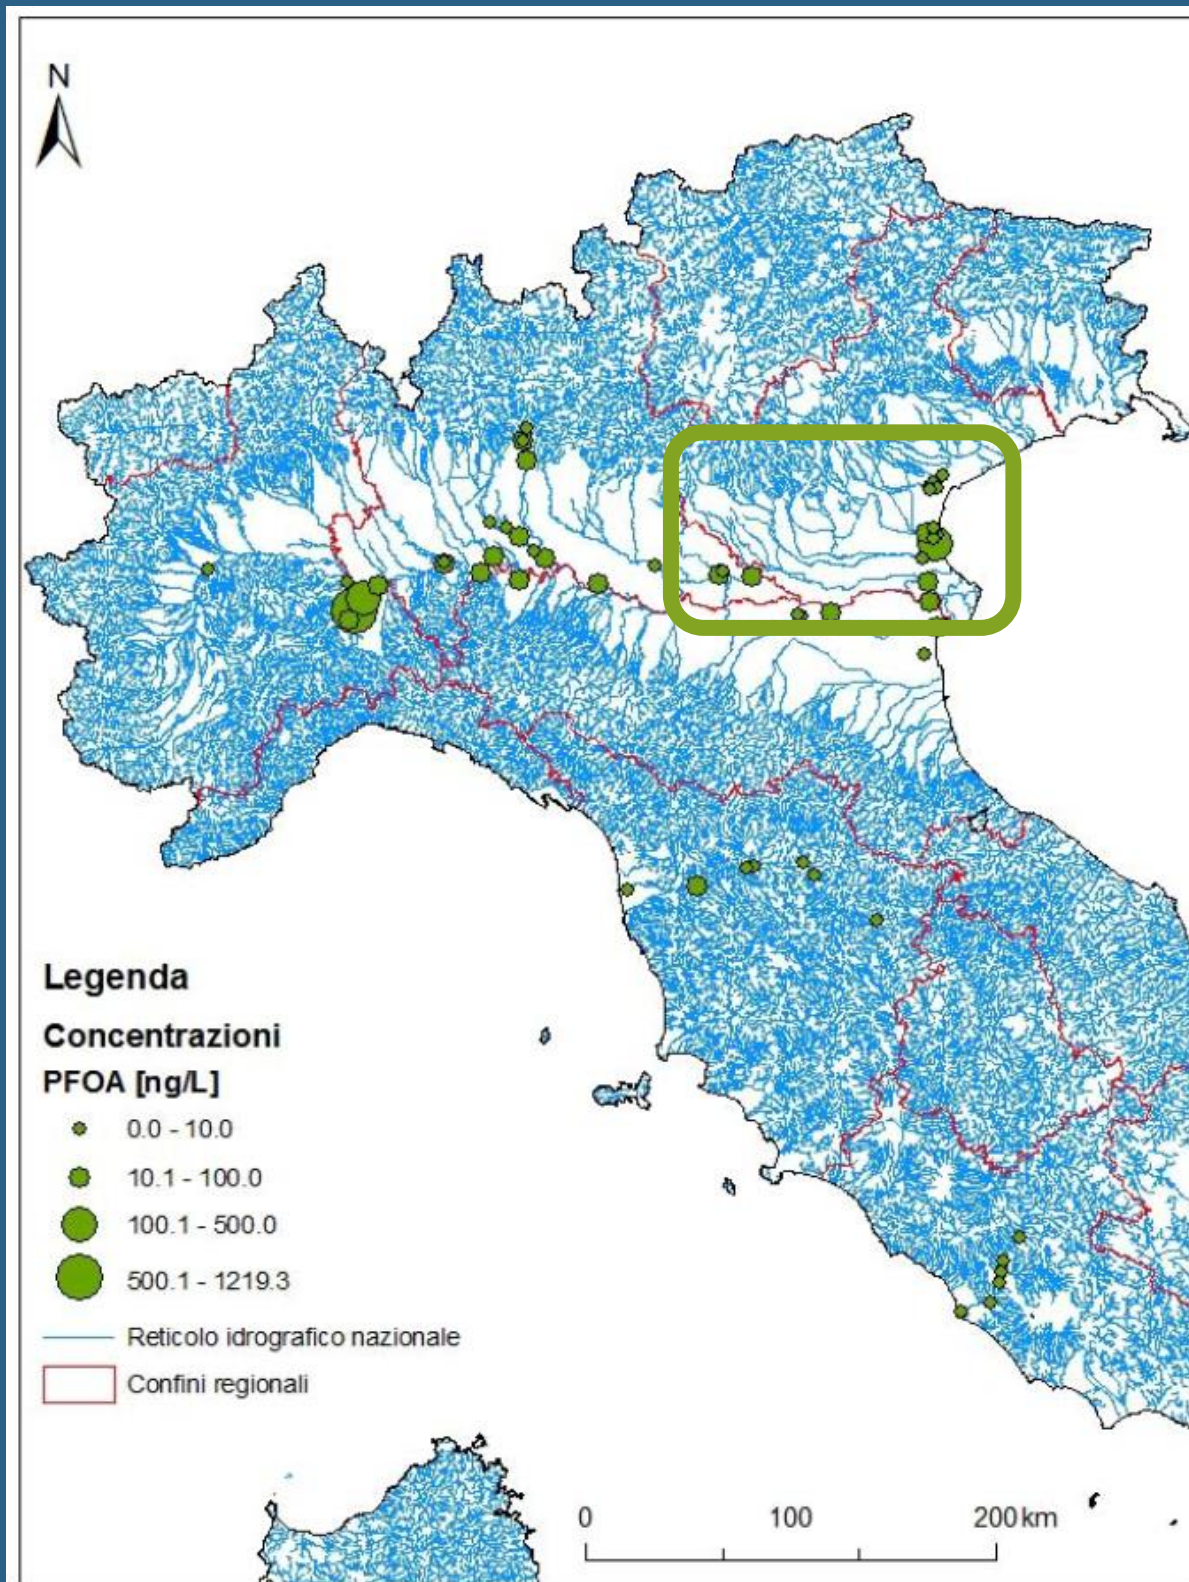 N
Legenda
Concentrazioni
PFOA [ng/L]
0.0 - 10.0
10.1 - 100.0
100.1 - 500.0
500.1 - 1219.3
Reticolo idrografico nazionale
Confini regionali
0 100 200 km